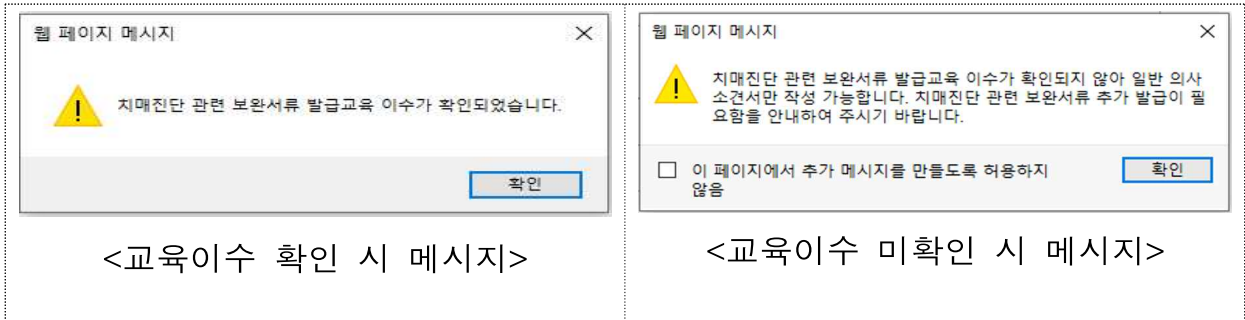 웹 페이지 메시지
치매진단 관련 보완서류 발급교육 이수가 확인되었습니다.
확인
<교육이수 확인 시 메시지>
웹 페이지 메시지
치매진단 관련 보완서류 발급교육 이수가 확인되지 않아 일반 의사
소견서만 작성 가능합니다. 치매진단 관련 보완서류 추가 발급이 필
요함을 안내하여 주시기 바랍니다.
이 페이지에서 추가 메시지를 만들도록 허용하지
않음
확인
<교육이수 미확인 시 메시지>